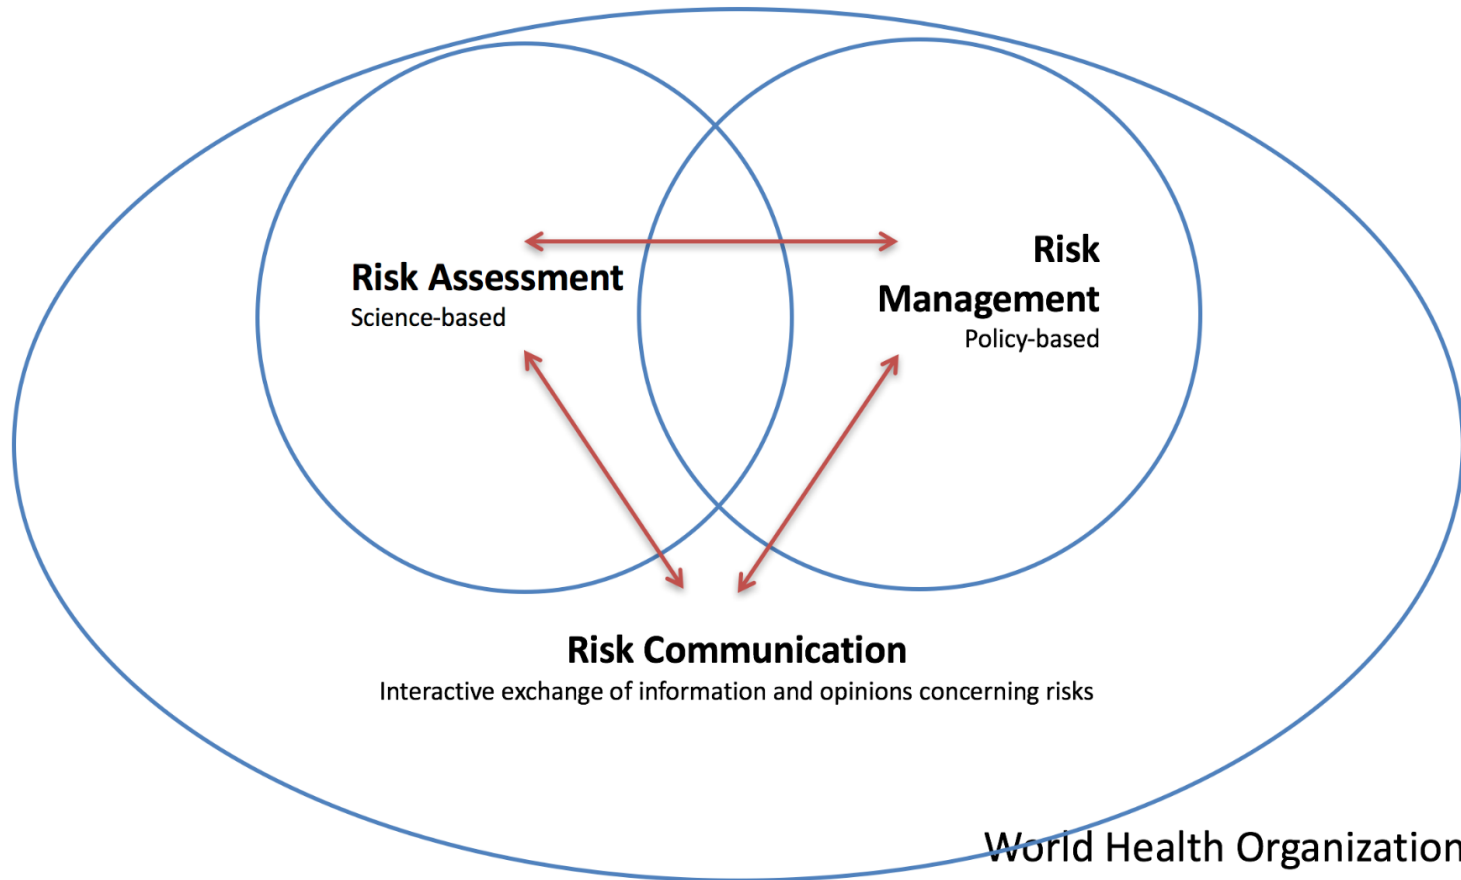 Risk Assessment
Science-based
Risk
Management
Policy-based
Risk Communication
Interactive exchange of information and opinions concerning risks
World Health Organization